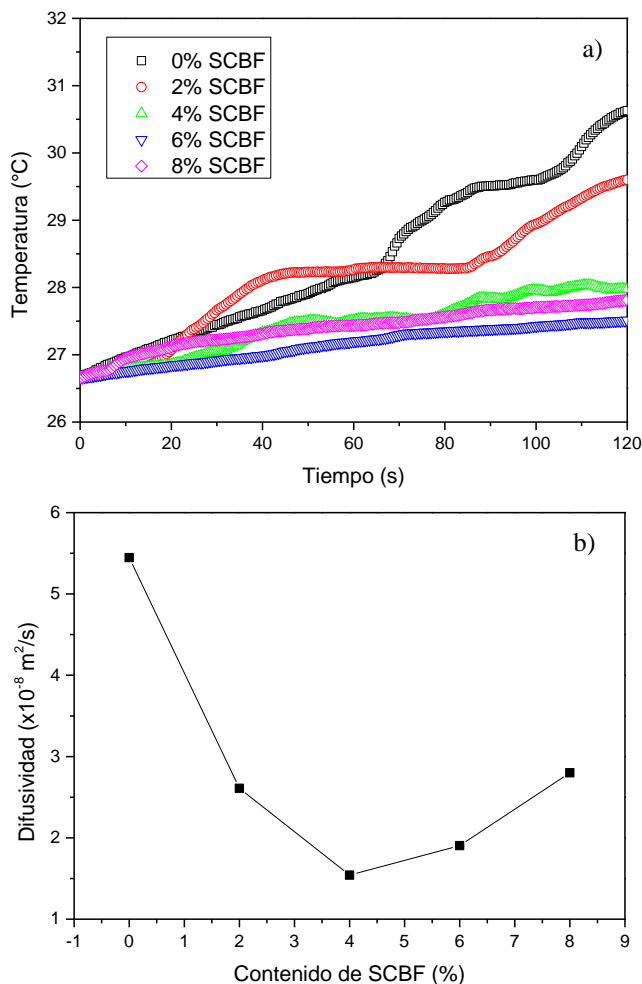 a)
0% SCBF
2% SCBF
4% SCBF
6% SCBF
8% SCBF
32
31
30
29
28
27
26
Temperatura (°C)
0 20 40 60 80 100 120
Tiempo (s)
b)
6
5
4
3
2
1
Difusividad (x10⁻⁸ m²/s)
-1 0 1 2 3 4 5 6 7 8 9
Contenido de SCBF (%)